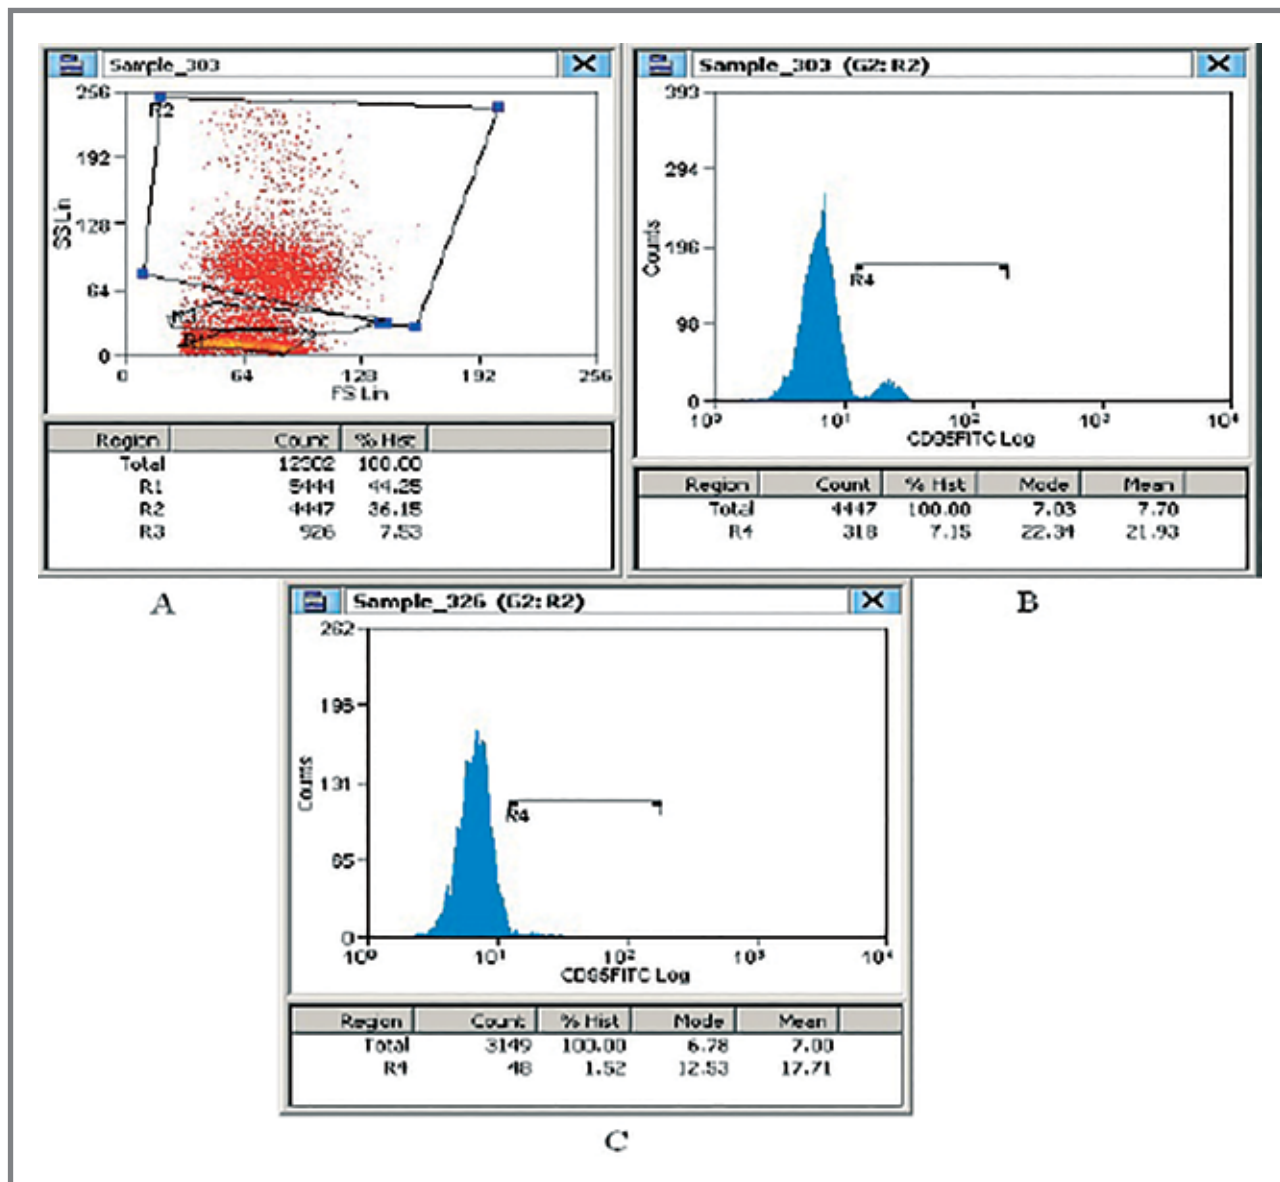 Sample_303
256
R2
192
SS Lin
128
64
R3
R1
0
0 64 128 192 256
FS Lin
Region Count % Hist
Total 12302 100.00
R1 5444 44.25
R2 4447 36.15
R3 926 7.53
A
Sample_303 (G2: R2)
393
294
Counts
196
R4
98
0
10⁰ 10¹ 10² 10³ 10⁴
CD95FITC Log
Region Count % Hist Mode Mean
Total 4447 100.00 7.03 7.70
R4 318 7.15 22.34 21.93
B
Sample_326 (G2: R2)
262
196
Counts
131
R4
65
0
10⁰ 10¹ 10² 10³ 10⁴
CD95FITC Log
Region Count % Hist Mode Mean
Total 3149 100.00 6.78 7.00
R4 48 1.52 12.53 17.71
C